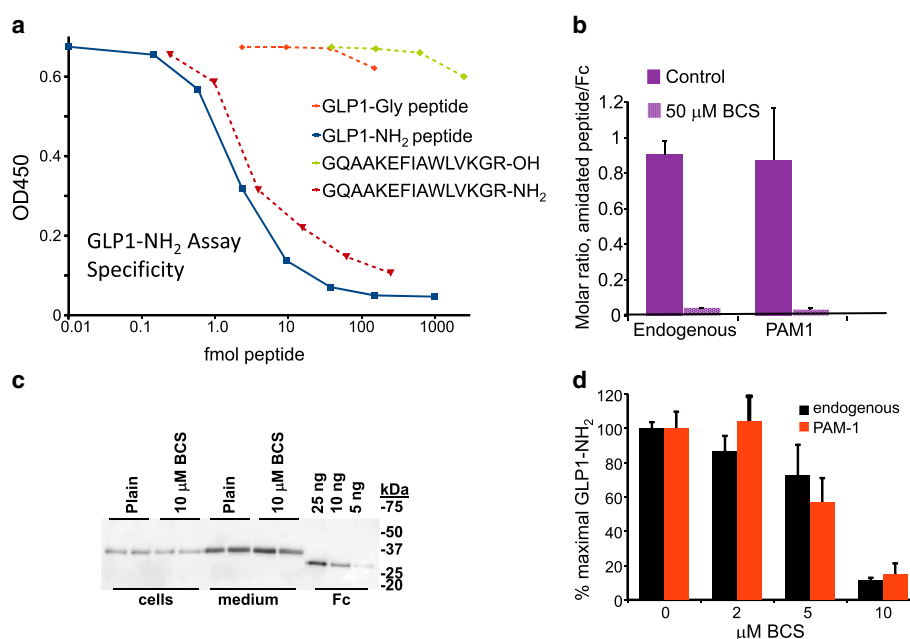 a
0.6
0.4
0.2
0
OD450
GLP1-Gly peptide
GLP1-NH2 peptide
GQAAKEFIAWLVKGR-OH
GQAAKEFIAWLVKGR-NH2
GLP1-NH2 Assay
Specificity
0.01 0.1 1.0 10 100 1000
fmol peptide
b
Control
50 µM BCS
1.2
1
0.8
0.6
0.4
0.2
0
Molar ratio, amidated peptide/Fc
Endogenous PAM1
c
Plain
10 µM BCS
Plain
10 µM BCS
25 ng
10 ng
5 ng
kDa
-75
-50
-37
-25
-20
cells medium Fc
d
endogenous
PAM-1
120
100
80
60
40
20
0
% maximal GLP1-NH2
0 2 5 10
µM BCS